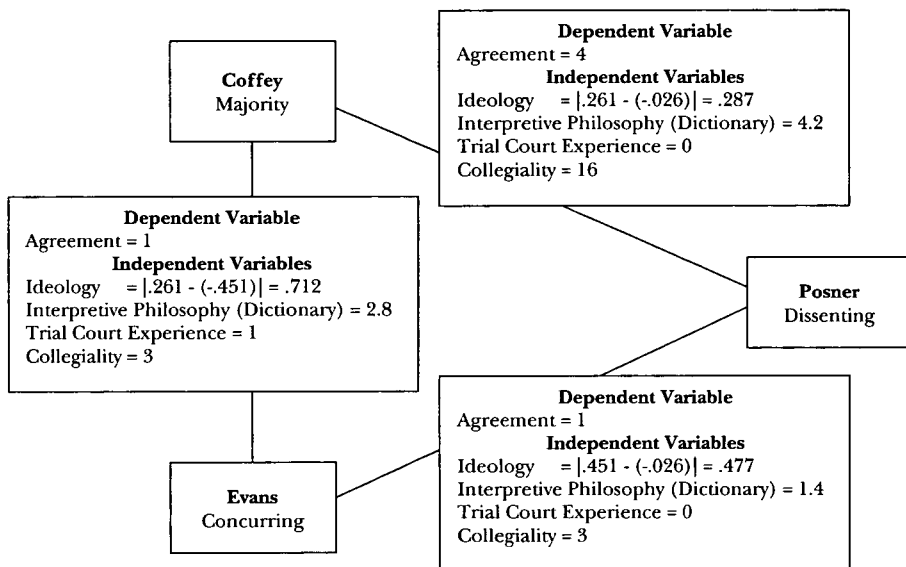 Coffey
Majority
Dependent Variable
Agreement = 4
Independent Variables
Ideology = |.261 - (-.026)| = .287
Interpretive Philosophy (Dictionary) = 4.2
Trial Court Experience = 0
Collegiality = 16
Dependent Variable
Agreement = 1
Independent Variables
Ideology = |.261 - (-.451)| = .712
Interpretive Philosophy (Dictionary) = 2.8
Trial Court Experience = 1
Collegiality = 3
Posner
Dissenting
Evans
Concurring
Dependent Variable
Agreement = 1
Independent Variables
Ideology = |.451 - (-.026)| = .477
Interpretive Philosophy (Dictionary) = 1.4
Trial Court Experience = 0
Collegiality = 3